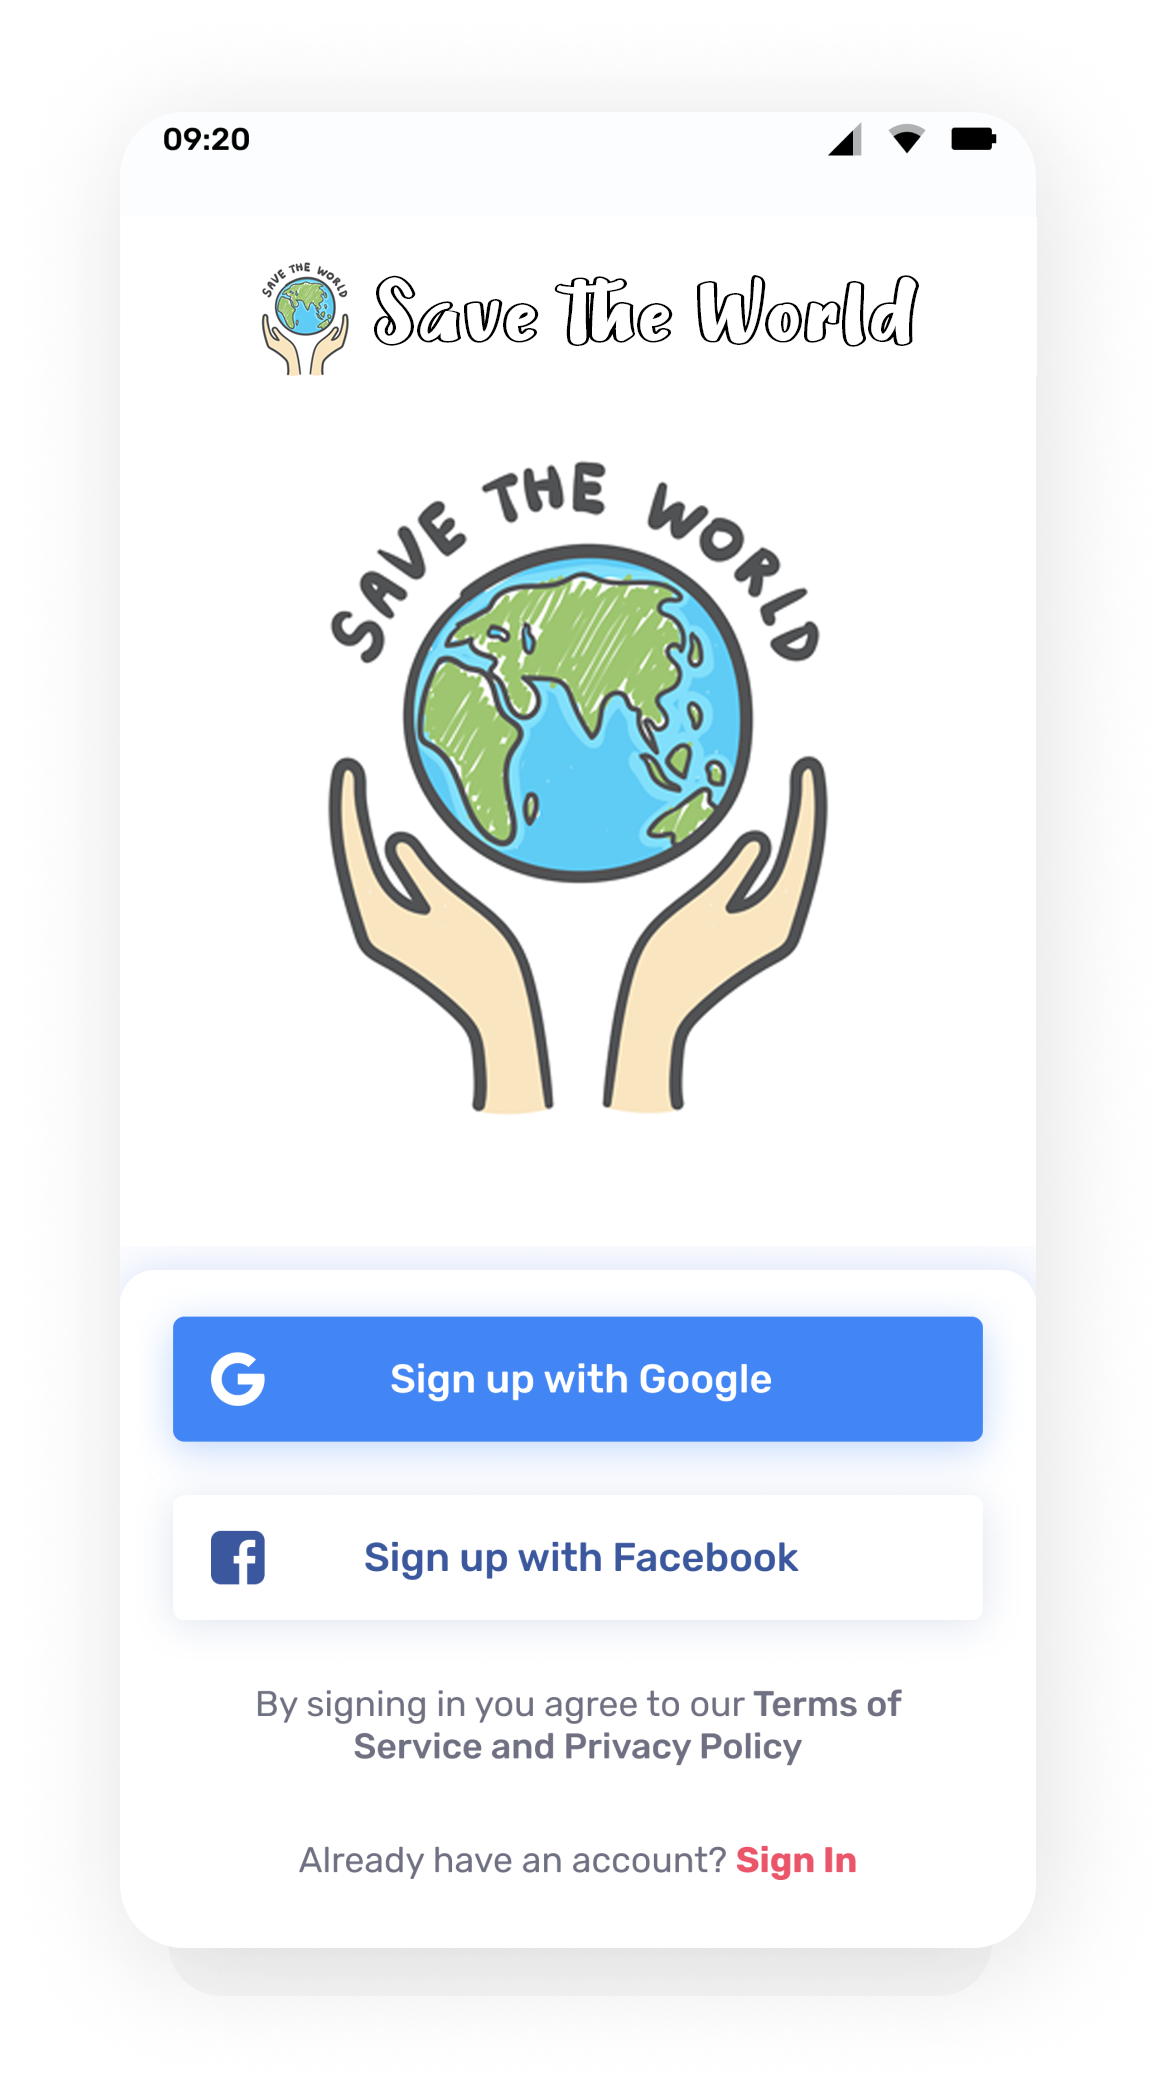 09:20
SAVE THE WORLD
Save The World
SAVE THE WORLD
Sign up with Google
Sign up with Facebook
By signing in you agree to our Terms of
Service and Privacy Policy
Already have an account? Sign In